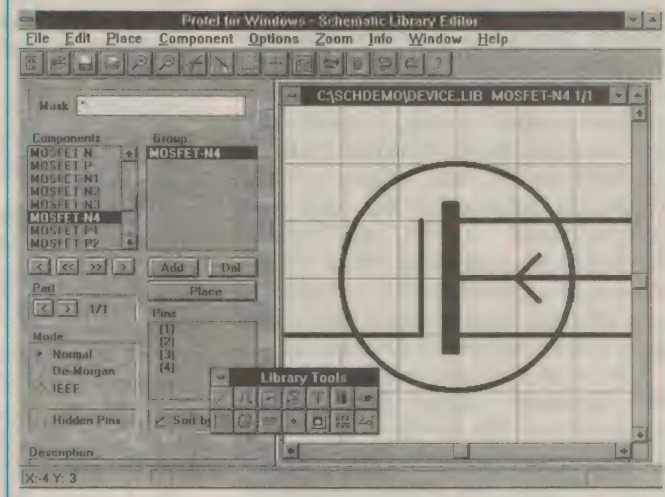 Protel for Windows - Schematic Library Editor
File Edit Place Component Options Zoom Info Window Help
Mask *
Components
MOSFET N
MOSFET P
MOSFET-N1
MOSFET-N2
MOSFET-N3
MOSFET-N4
MOSFET-P1
MOSFET-P2
Group
MOSFET-N4
< << >> >
Add Del
Place
Part
< > 1/1
Pins
(1)
(2)
(3)
(4)
Mode
Normal
De-Morgan
IEEE
Hidden Pins
Sort by
Description
X:-4 Y: 3
C:\SCHDEMO\DEVICE.LIB MOSFET-N4 1/1
Library Tools